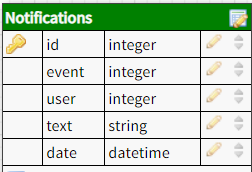 Notifications
id integer
event integer
user integer
text string
date datetime